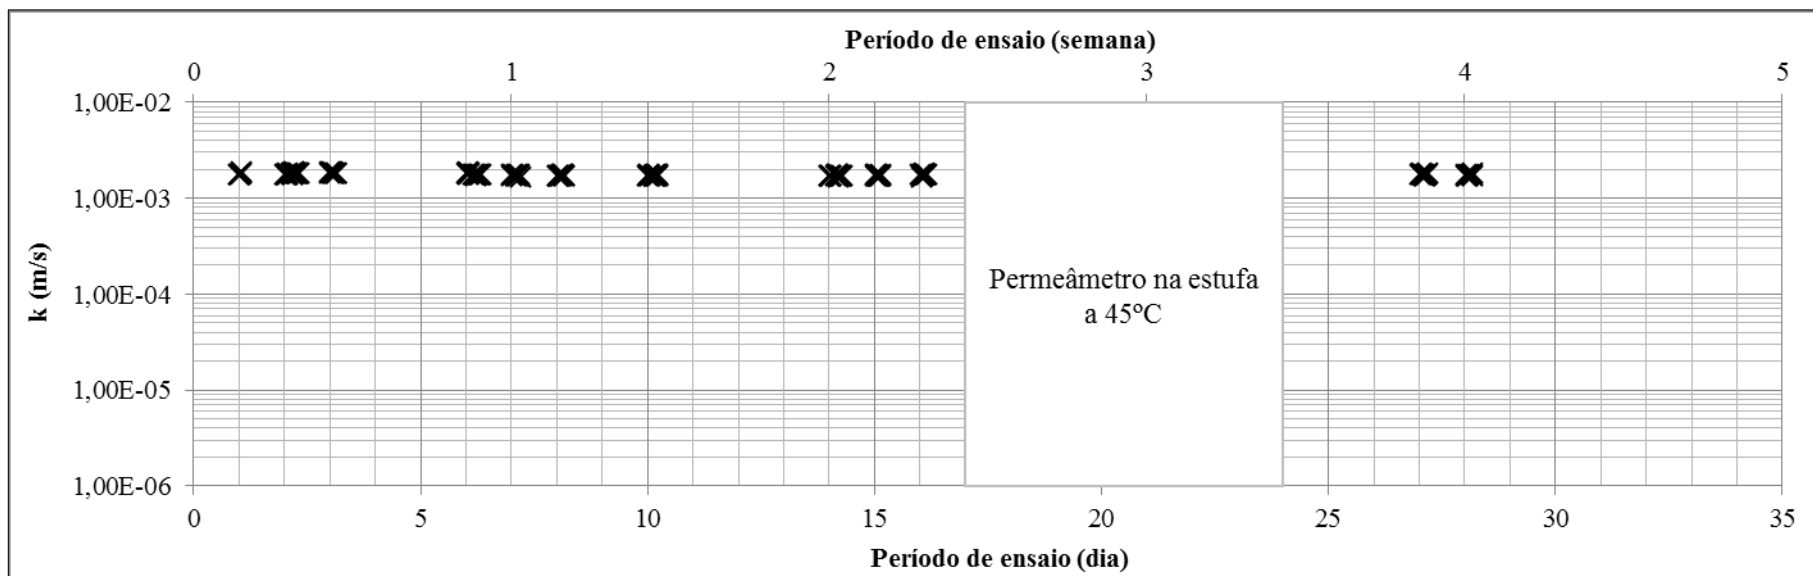 Período de ensaio (semana)
0 1 2 3 4 5
1,00E-02
1,00E-03
1,00E-04
1,00E-05
1,00E-06
k (m/s)
Permeâmetro na estufa
a 45ºC
0 5 10 15 20 25 30 35
Período de ensaio (dia)